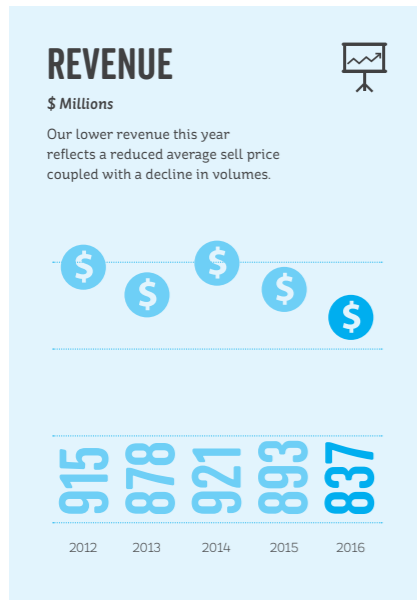 REVENUE
$ Millions
Our lower revenue this year
reflects a reduced average sell price
coupled with a decline in volumes.
$ $ $ $ $
915 878 921 893 837
2012 2013 2014 2015 2016